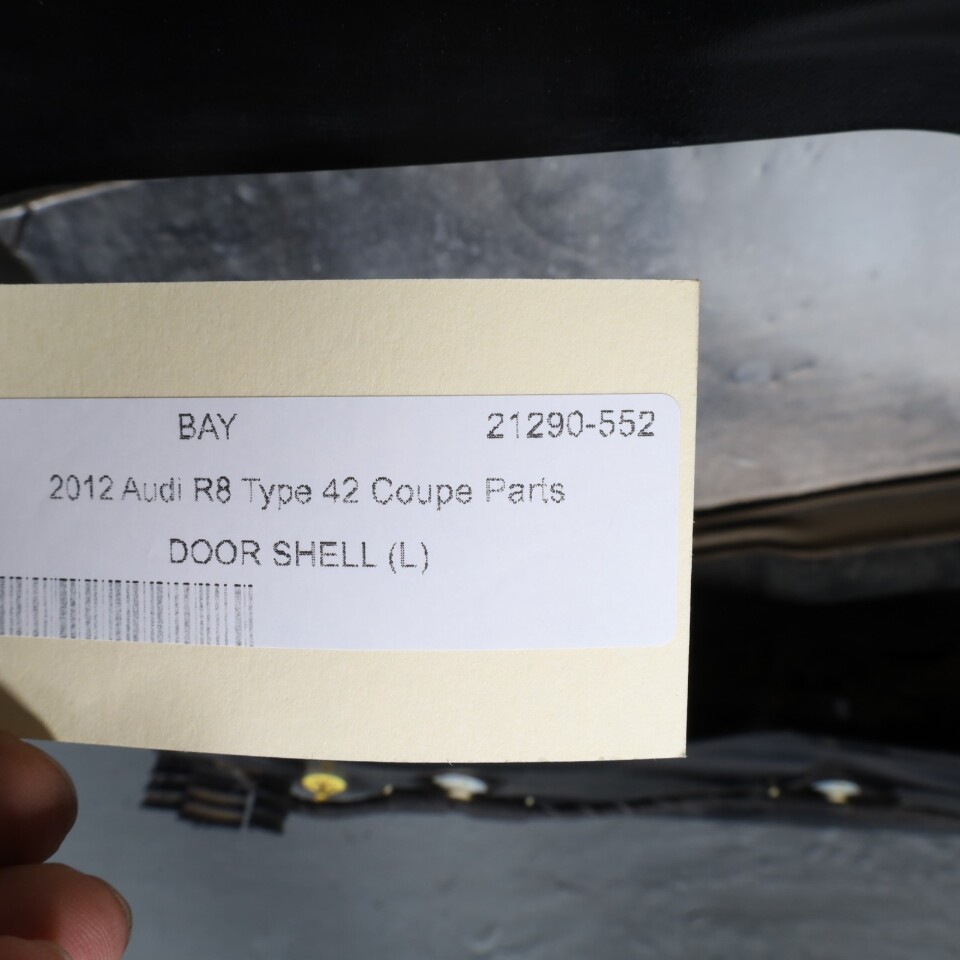 BAY 21290-552
2012 Audi R8 Type 42 Coupe Parts
DOOR SHELL (L)